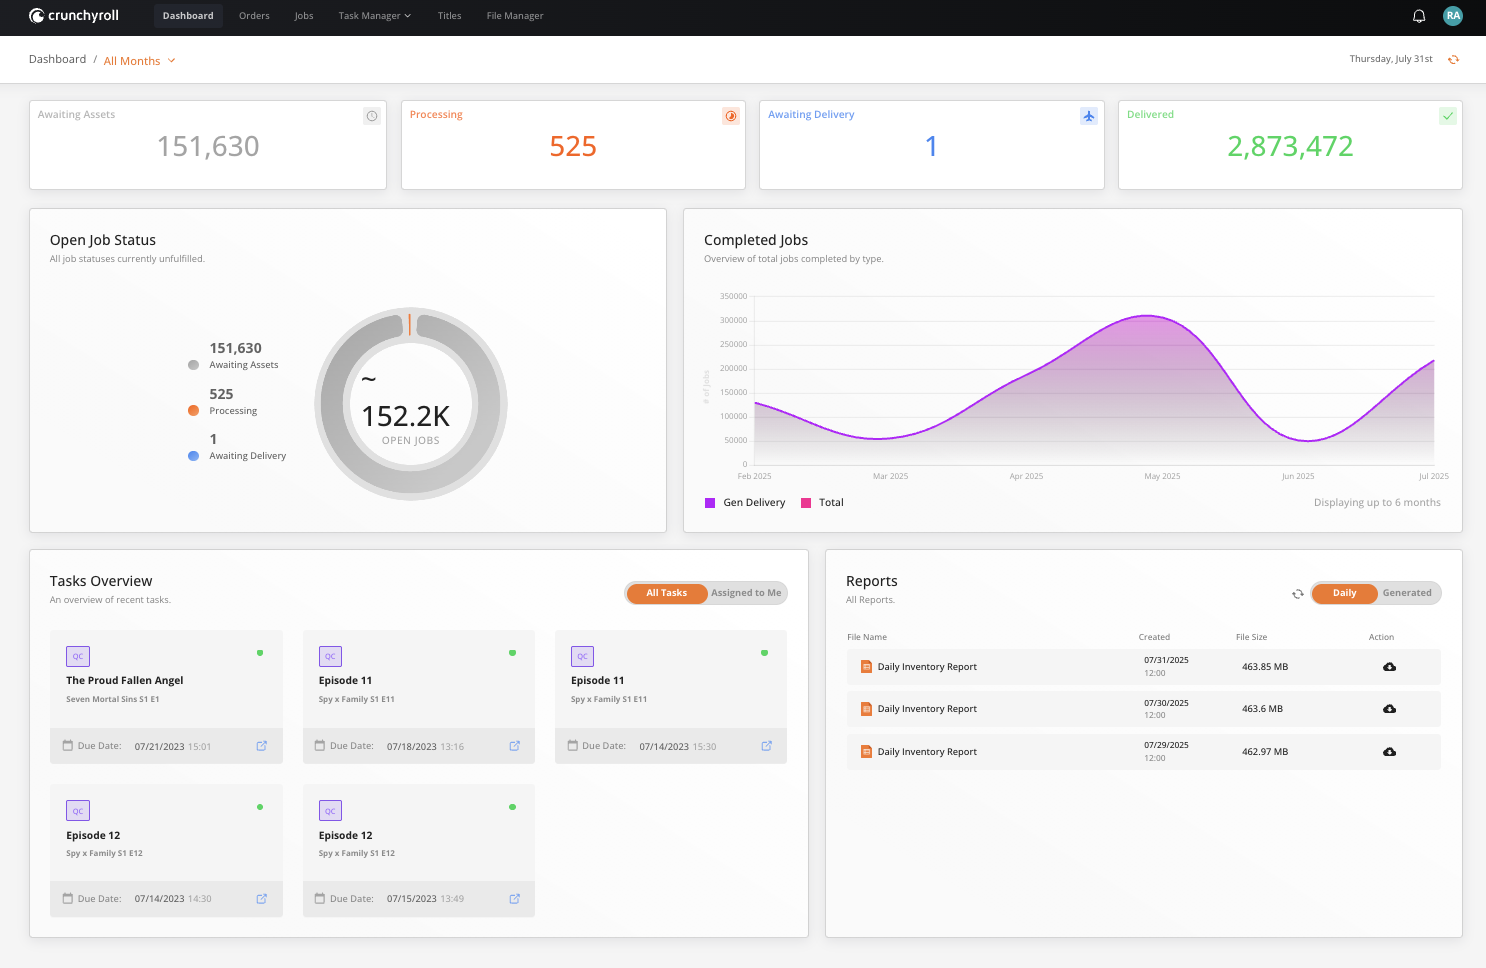 crunchyroll
Dashboard Orders Jobs Task Manager Titles File Manager RA
Dashboard / All Months
Thursday, July 31st
Awaiting Assets
151,630
Processing
525
Awaiting Delivery
1
Delivered
2,873,472
Open Job Status
All job statuses currently unfulfilled.
151,630
Awaiting Assets
525
Processing
1
Awaiting Delivery
~
152.2K
OPEN JOBS
Completed Jobs
Overview of total jobs completed by type.
# of Jobs
350000
300000
250000
200000
150000
100000
50000
0
Feb 2025 Mar 2025 Apr 2025 May 2025 Jun 2025 Jul 2025
Gen Delivery Total
Displaying up to 6 months
Tasks Overview
An overview of recent tasks.
All Tasks Assigned to Me
QC
The Proud Fallen Angel
Seven Mortal Sins S1 E1
Due Date: 07/21/2023 15:01
QC
Episode 11
Spy x Family S1 E11
Due Date: 07/18/2023 13:16
QC
Episode 11
Spy x Family S1 E11
Due Date: 07/14/2023 15:30
QC
Episode 12
Spy x Family S1 E12
Due Date: 07/14/2023 14:30
QC
Episode 12
Spy x Family S1 E12
Due Date: 07/15/2023 13:49
Reports
All Reports.
Daily Generated
File Name Created File Size Action
Daily Inventory Report 07/31/2025 12:00 463.85 MB
Daily Inventory Report 07/30/2025 12:00 463.6 MB
Daily Inventory Report 07/29/2025 12:00 462.97 MB